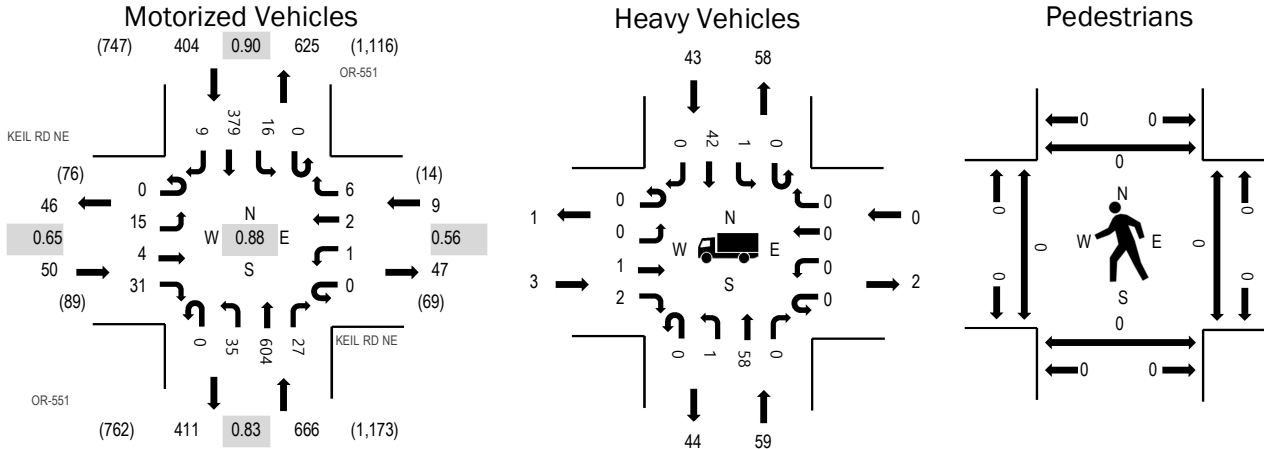 Motorized Vehicles
(747) 404 0.90 625 (1,116)
OR-551
KEIL RD NE
9 379 16 0
(76)
46
0.65
50
(89)
0
15
4
31
N
W 0.88 E
S
6
2
1
0
(14)
9
0.56
47
(69)
0 35 604 27
KEIL RD NE
OR-551
(762) 411 0.83 666 (1,173)
Heavy Vehicles
43 58
0 42 1 0
1
3
0
0
1
2
N
W E
S
0
0
0
0
0
2
0 1 58 0
44 59
Pedestrians
0 0
0
0 0
N
W E
S
0 0
0 0
0
0
0 0